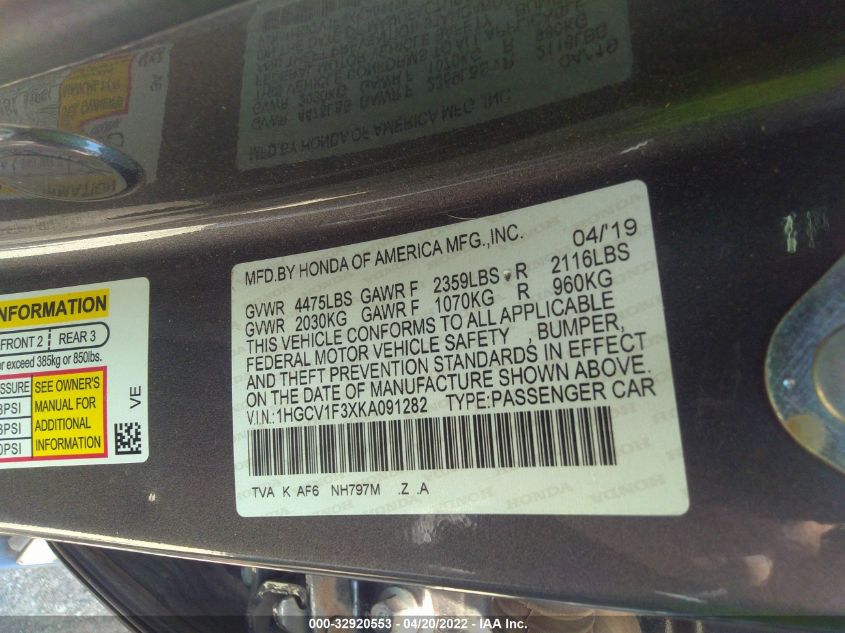 MFD.BY HONDA OF AMERICA MFG.,INC. 04/'19
GVWR 4475LBS GAWR F 2359LBS R 2116LBS
GVWR 2030KG GAWR F 1070KG R 960KG
THIS VEHICLE CONFORMS TO ALL APPLICABLE
FEDERAL MOTOR VEHICLE SAFETY , BUMPER,
AND THEFT PREVENTION STANDARDS IN EFFECT
ON THE DATE OF MANUFACTURE SHOWN ABOVE.
V.I.N.:1HGCV1F3XKA091282 TYPE:PASSENGER CAR
TVA K AF6 NH797M .Z .A
INFORMATION
FRONT 2 REAR 3
exceed 385kg or 850lbs.
SEE OWNER'S
MANUAL FOR
ADDITIONAL
INFORMATION
PSI
PSI
PSI
VE
000-32920553 - 04/20/2022 - IAA Inc.